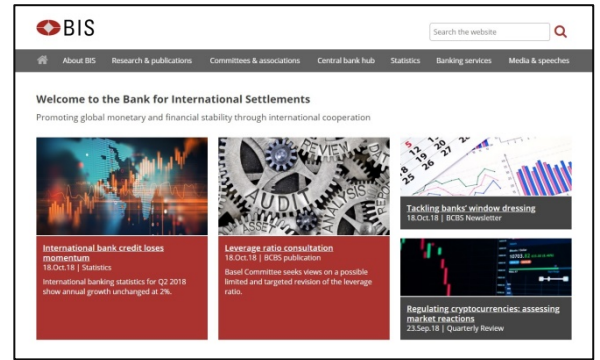 BIS
Search the website
About BIS Research & publications Committees & associations Central bank hub Statistics Banking services Media & speeches
Welcome to the Bank for International Settlements
Promoting global monetary and financial stability through international cooperation
International bank credit loses
momentum
18.Oct.18 | Statistics
International banking statistics for Q2 2018
show annual growth unchanged at 2%.
REVIEW
AUDIT
ANALYSIS
ASSET
Leverage ratio consultation
18.Oct.18 | BCBS publication
Basel Committee seeks views on a possible
limited and targeted revision of the leverage
ratio.
Tackling banks' window
dressing
18.Oct.18 | BCBS Newsletter
Regulating cryptocurrencies: assessing
market reactions
23.Sep.18 | Quarterly Review